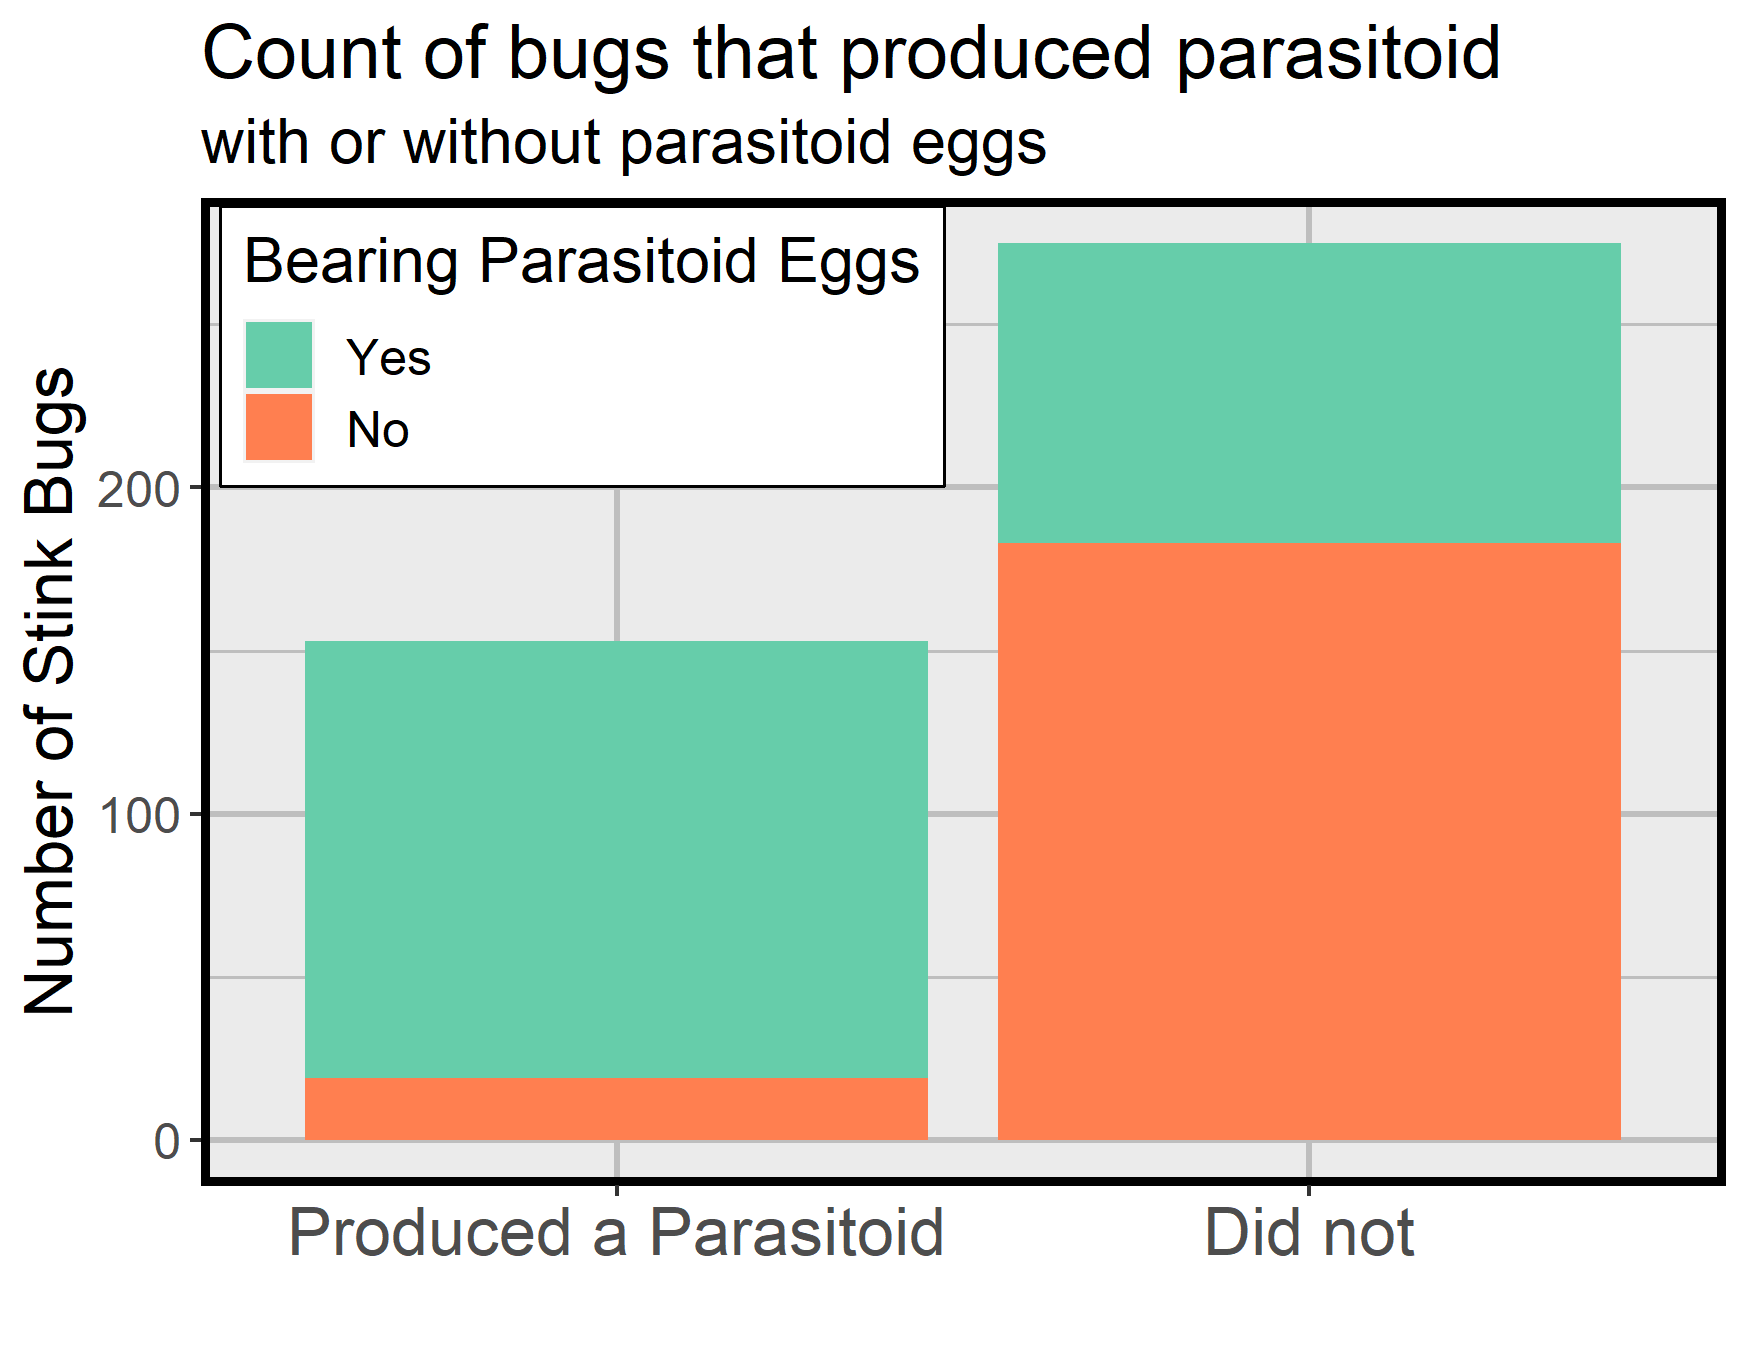 Count of bugs that produced parasitoid
with or without parasitoid eggs
Bearing Parasitoid Eggs
Yes
No
Number of Stink Bugs
200
100
0
Produced a Parasitoid
Did not